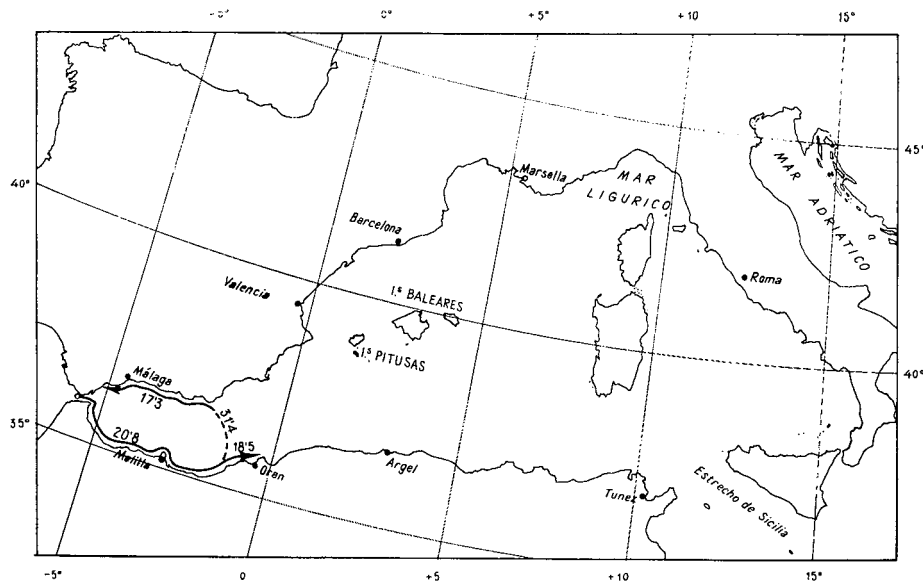 -5° 0° +5° +10 15°
45°
40°
MAR
LIGURICO
MAR ADRIATICO
Marsella
Barcelona
Roma
Valencia
I.ˢ BALEARES
I.ˢ PITUSAS
40°
Málaga
17'3
31'4
35°
20'8
18'5
Melilla
Oran
Argel
Tunez
Estrecho de Sicilia
-5° 0 +5 +10 15°